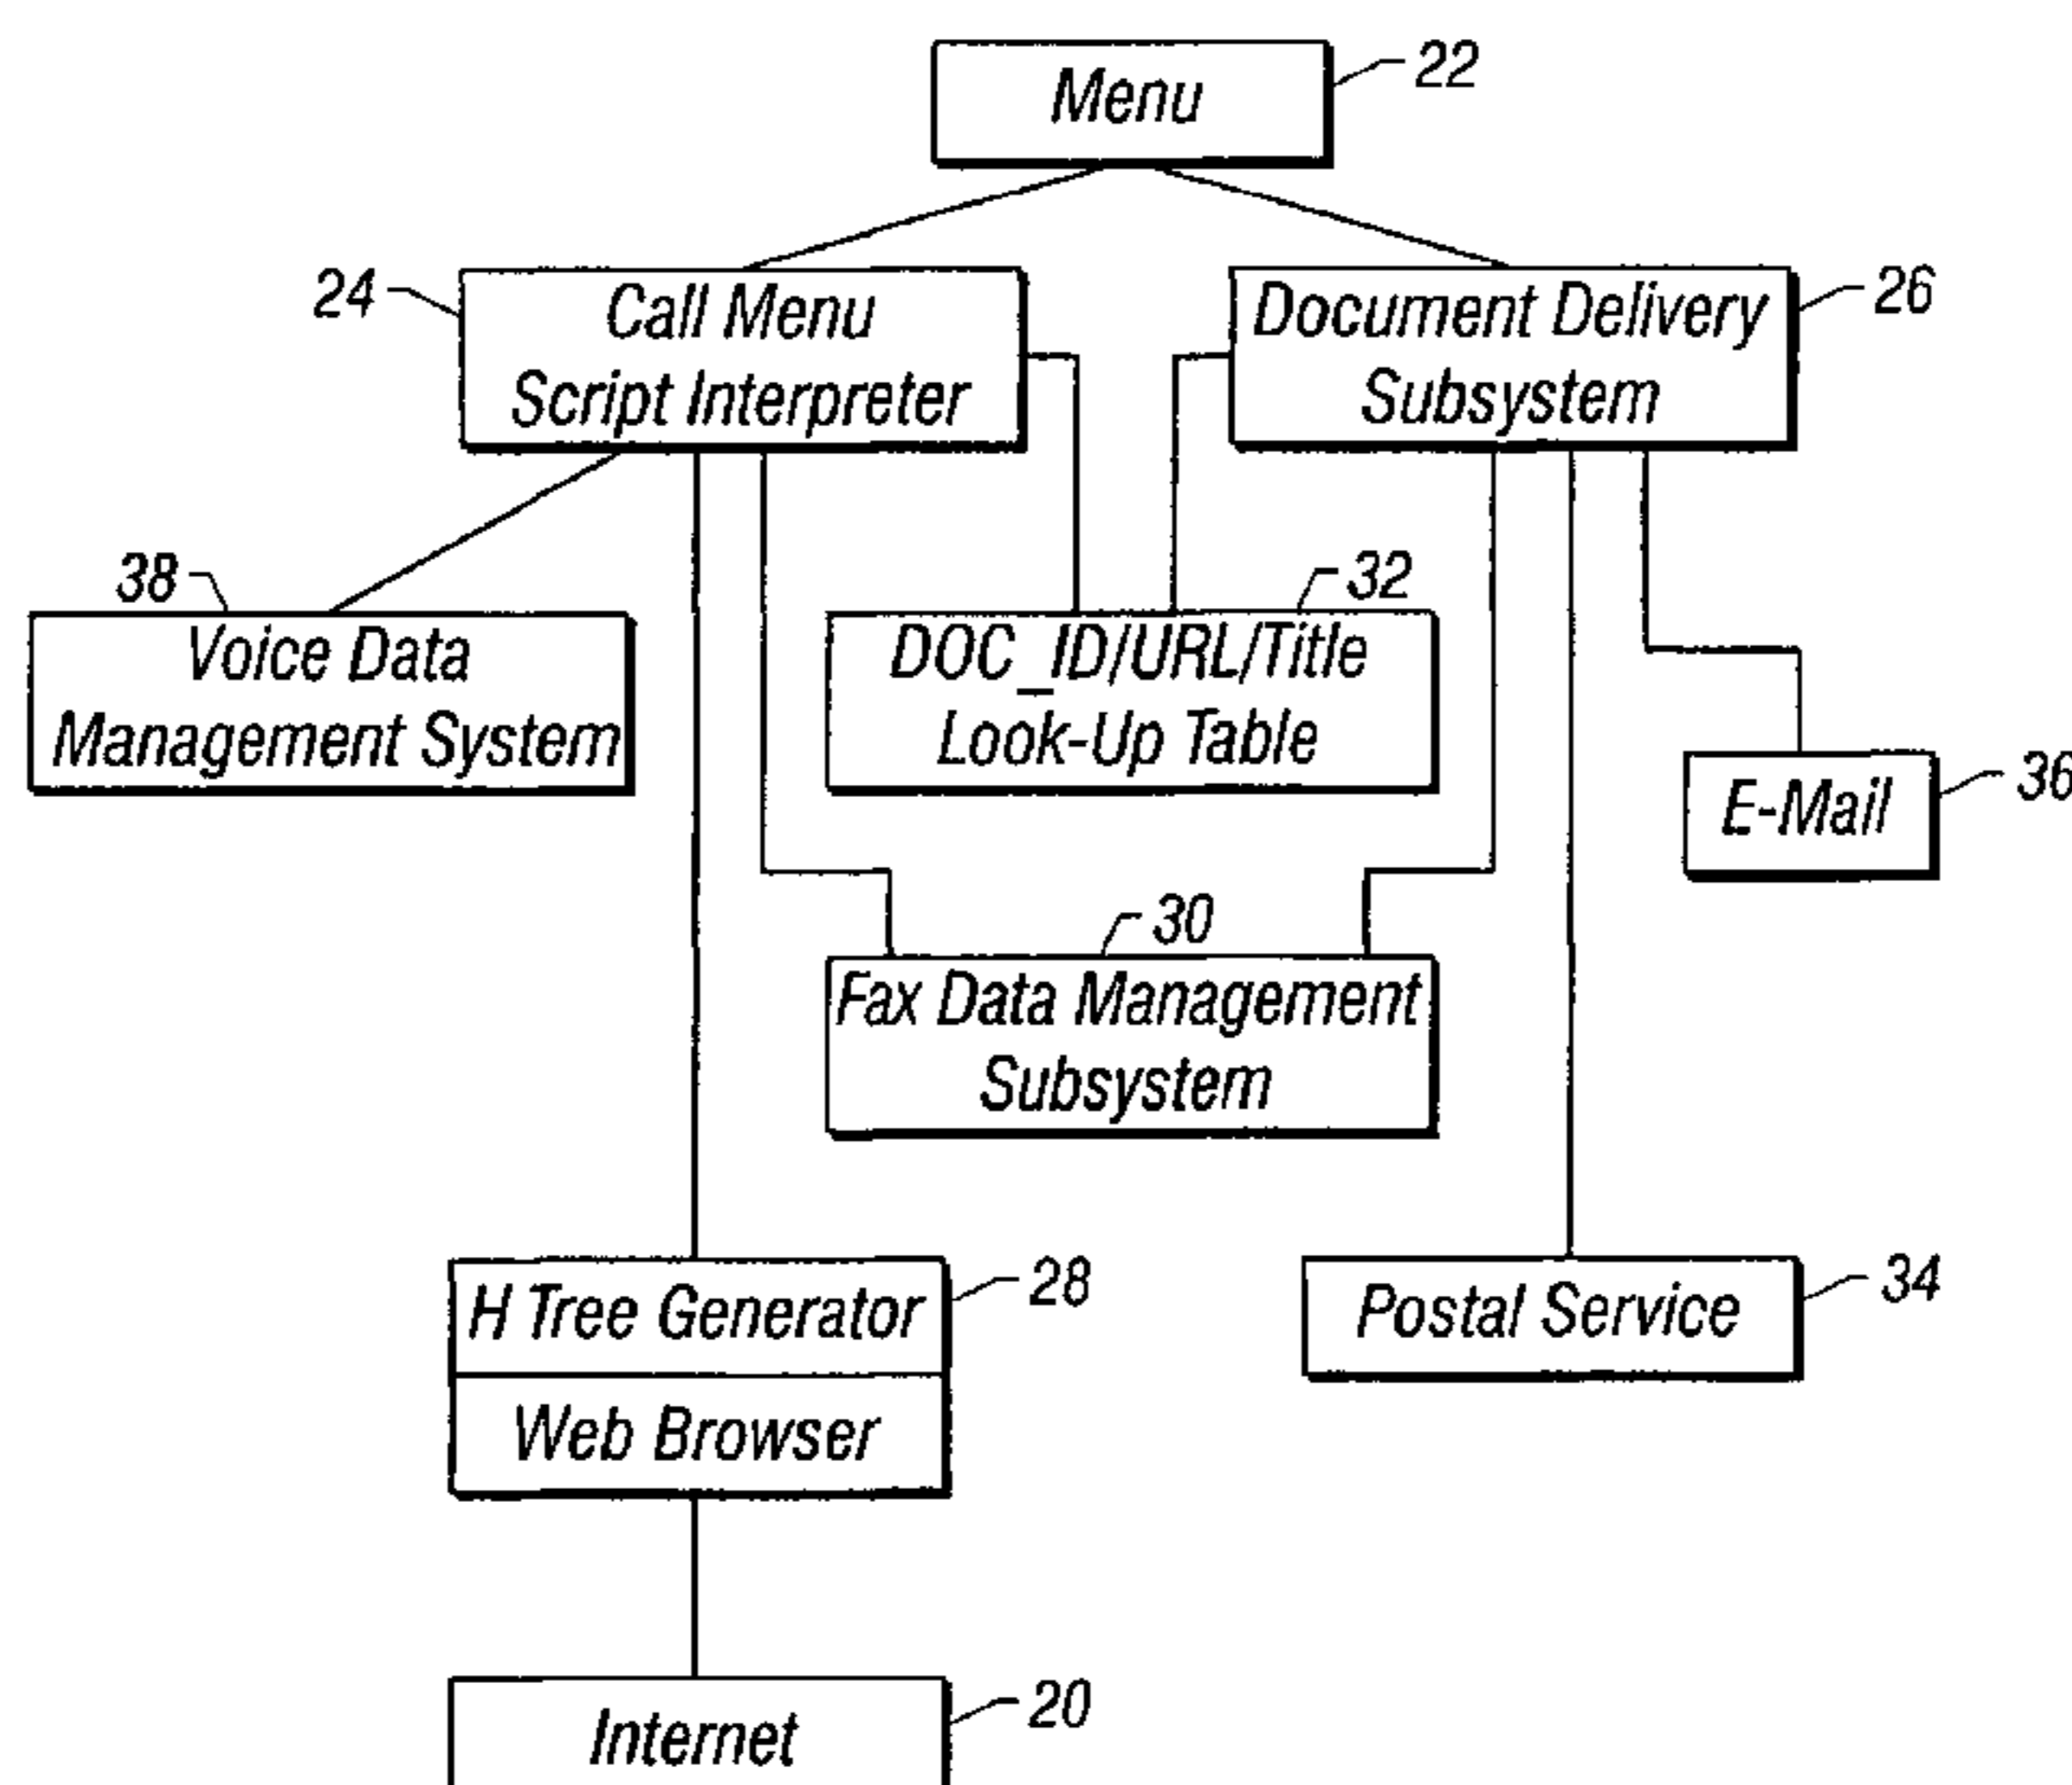 Menu
22
24
Call Menu
Script Interpreter
Document Delivery
Subsystem
26
38
Voice Data
Management System
32
DOC_ID/URL/Title
Look-Up Table
E-Mail
36
30
Fax Data Management
Subsystem
H Tree Generator
28
Web Browser
Postal Service
34
Internet
20